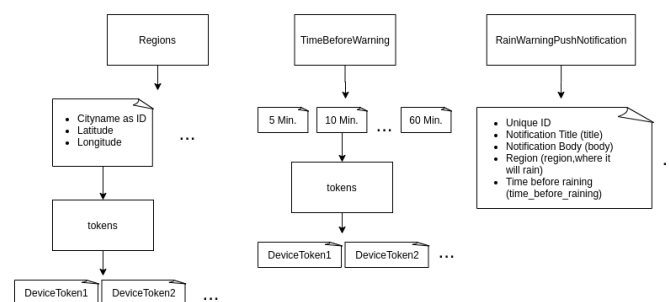 Regions
TimeBeforeWarning
RainWarningPushNotification
Cityname as ID
Latitude
Longitude
...
5 Min.
10 Min.
...
60 Min.
Unique ID
Notification Title (title)
Notification Body (body)
Region (region,where it
will rain)
Time before raining
(time_before_raining)
tokens
tokens
DeviceToken1
DeviceToken2
...
DeviceToken1
DeviceToken2
...